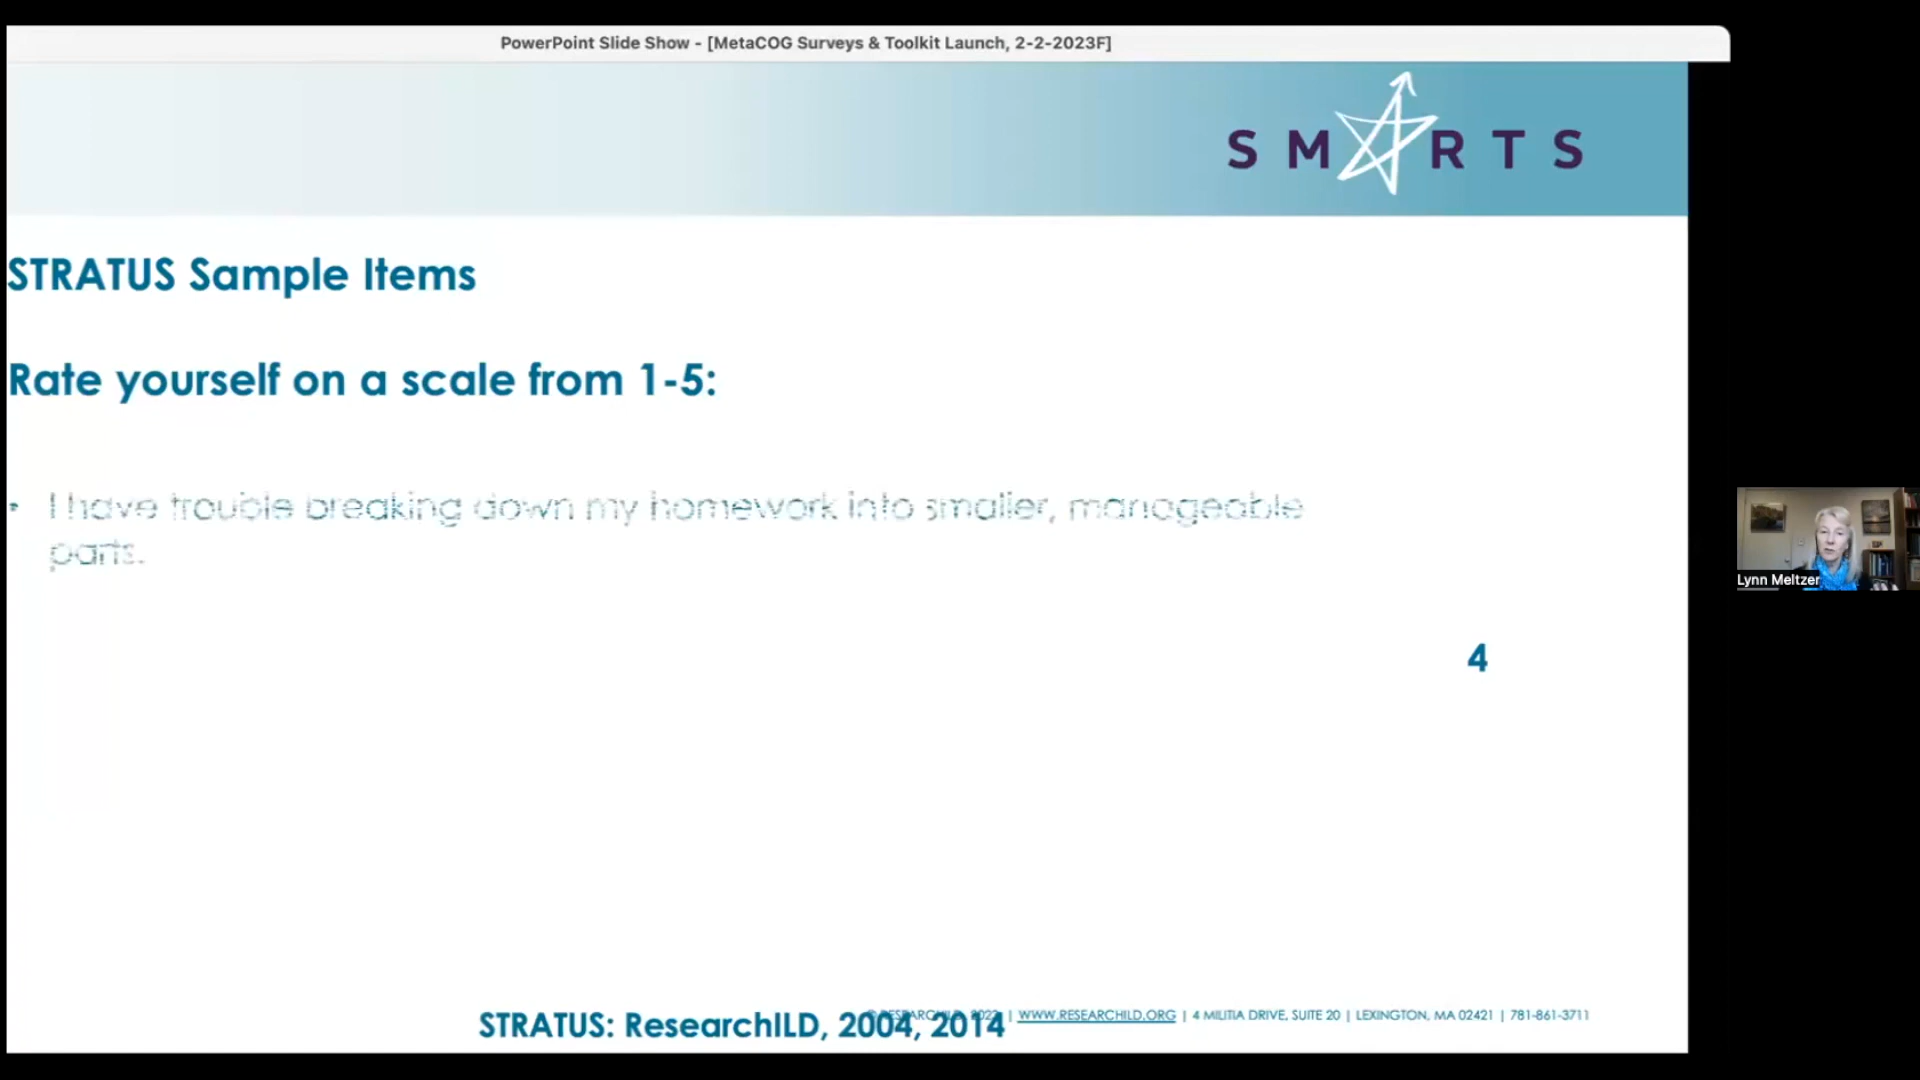 PowerPoint Slide Show - [MetaCOG Surveys & Toolkit Launch, 2-2-2023F]
SMARTS
STRATUS Sample Items
Rate yourself on a scale from 1-5:
• I have trouble breaking down my homework into smaller, manageable
parts.
Lynn Meltzer
4
STRATUS: ResearchILD, 2004, 2014
| WWW.RESEARCHILD.ORG | 4 MILITIA DRIVE, SUITE 20 | LEXINGTON, MA 02421 | 781-861-3711